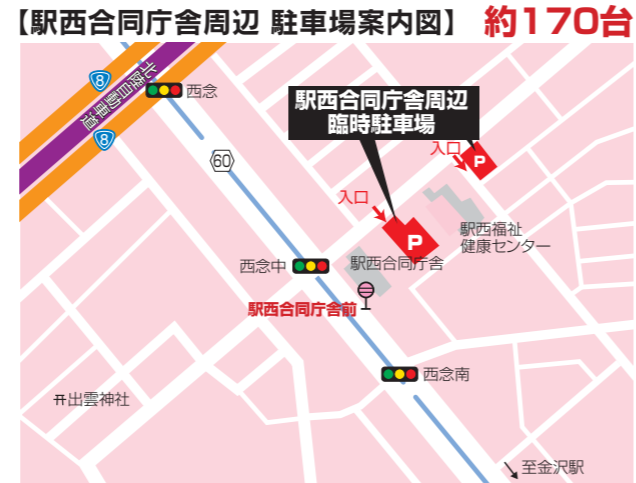 【駅西合同庁舎周辺 駐車場案内図】 約170台
8
北陸自動車道
8
西念
60
駅西合同庁舎周辺
臨時駐車場
入口
P
入口
P
駅西福祉
健康センター
西念中
駅西合同庁舎
駅西合同庁舎前
西念南
出雲神社
至金沢駅